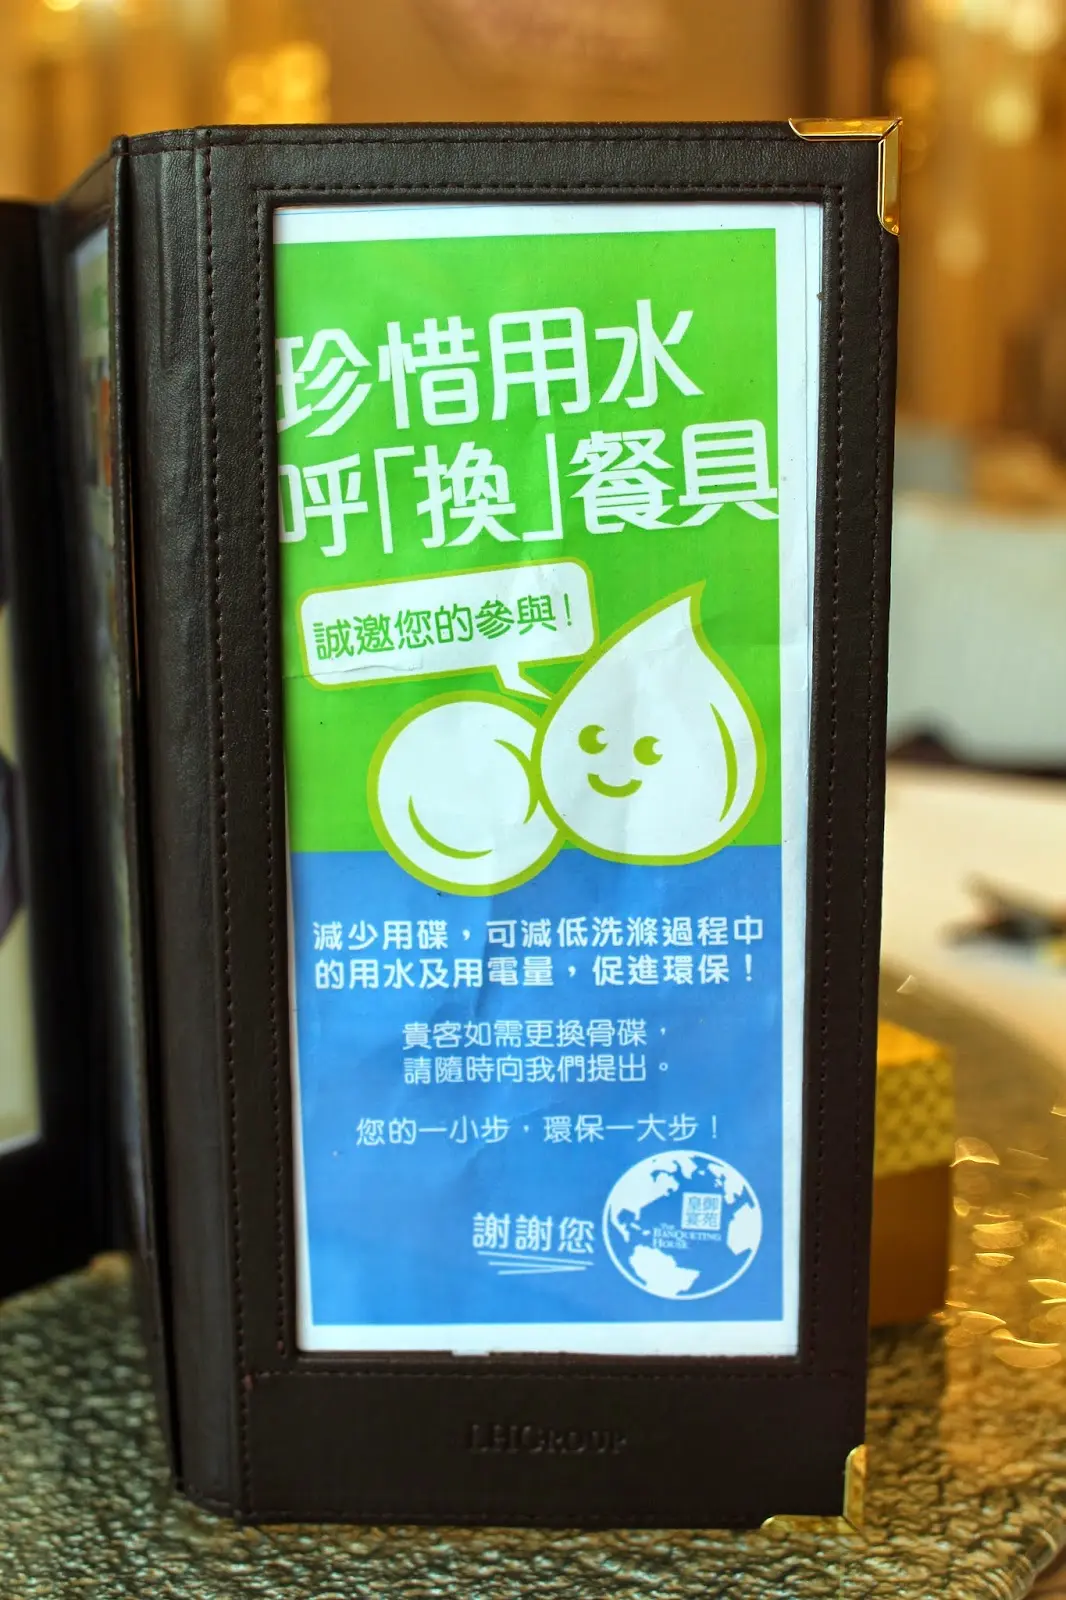 珍惜用水
呼「換」餐具
誠邀您的參與!
減少用碟，可減低洗滌過程中
的用水及用電量，促進環保！
貴客如需更換骨碟，
請隨時向我們提出。
您的一小步，環保一大步！
謝謝您
皇御
宴苑
THE
BANQUETING
HOUSE
LHGROUP